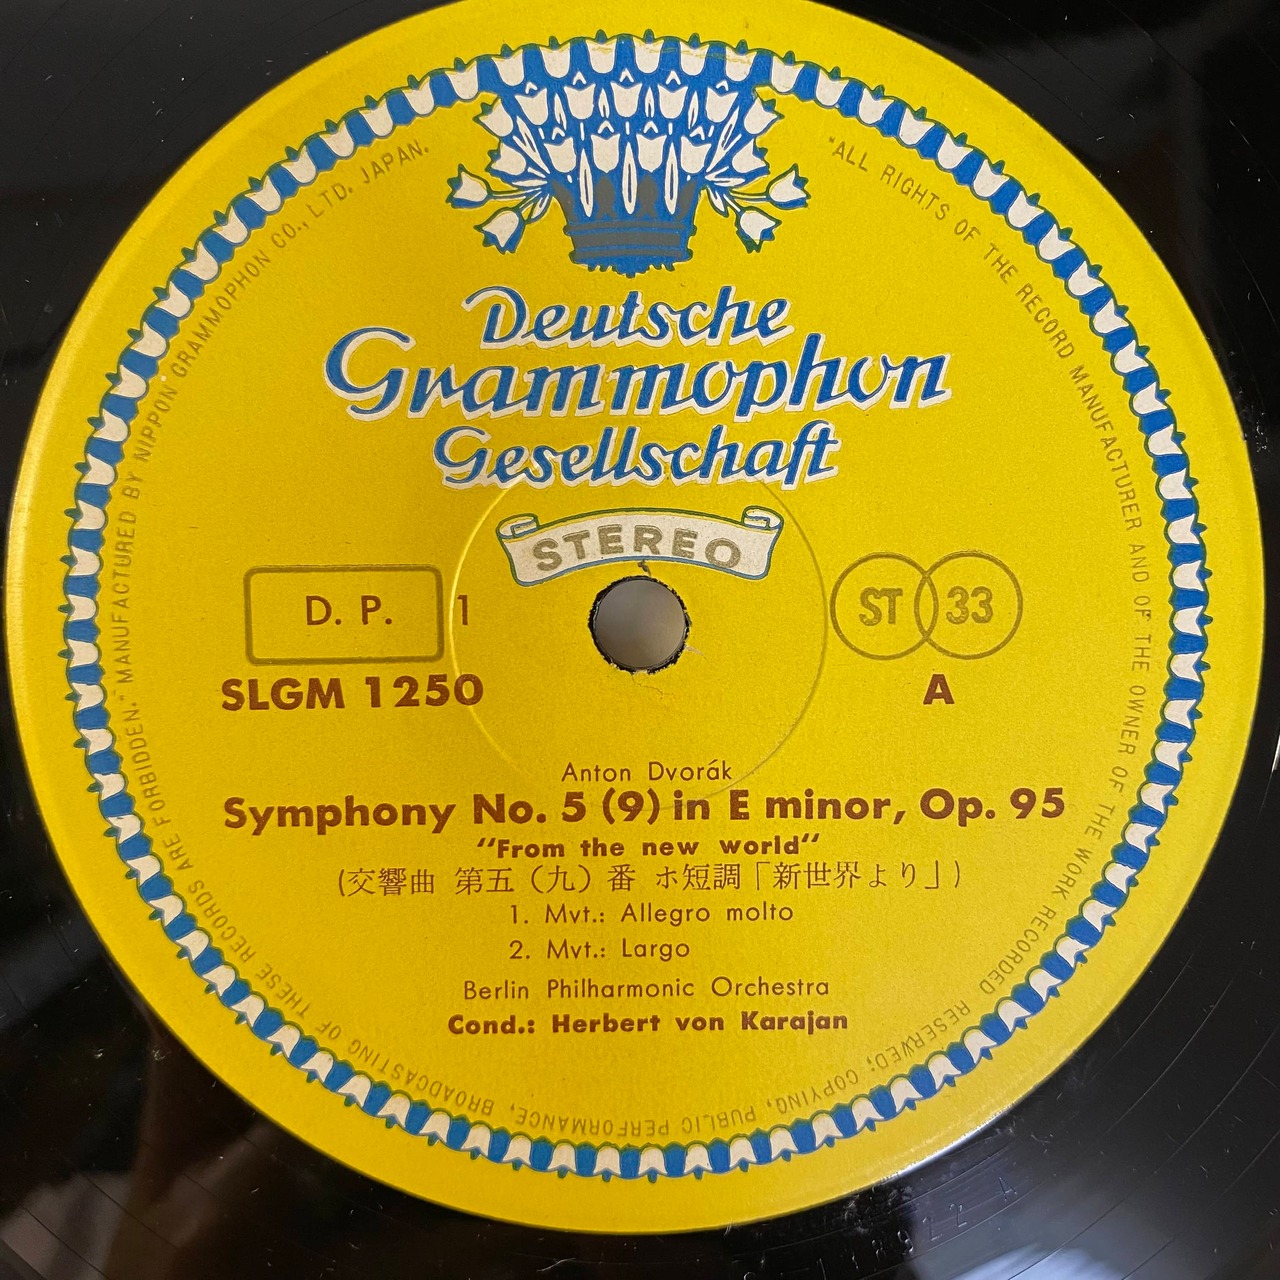 Deutsche
Grammophon
Gesellschaft
STEREO
D. P. 1
ST 33
SLGM 1250
A
Anton Dvorák
Symphony No. 5 (9) in E minor, Op. 95
"From the new world"
(交響曲 第五（九）番 ホ短調「新世界より」)
1. Mvt.: Allegro molto
2. Mvt.: Largo
Berlin Philharmonic Orchestra
Cond.: Herbert von Karajan
"ALL RIGHTS OF THE RECORD MANUFACTURER AND OF THE OWNER OF THE WORK RECORDED RESERVED; COPYING, PUBLIC PERFORMANCE, BROADCASTING OF THESE RECORDS ARE FORBIDDEN." MANUFACTURED BY NIPPON GRAMMOPHON CO., LTD. JAPAN.